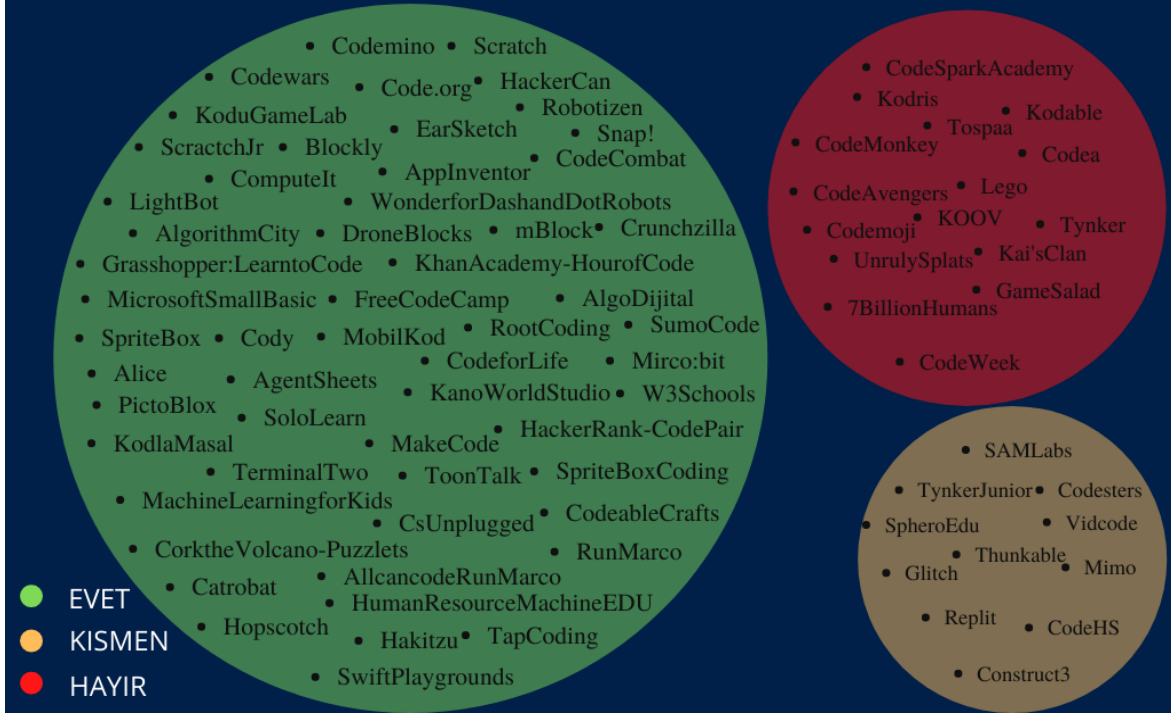 Codemino
Scratch
Codewars
Code.org
HackerCan
KoduGameLab
Robotizen
EarSketch
Snap!
ScractchJr
Blockly
CodeCombat
ComputeIt
AppInventor
LightBot
WonderforDashandDotRobots
AlgorithmCity
DroneBlocks
mBlock
Crunchzilla
Grasshopper:LearntoCode
KhanAcademy-HourofCode
MicrosoftSmallBasic
FreeCodeCamp
AlgoDijital
SpriteBox
Cody
MobilKod
RootCoding
SumoCode
Alice
AgentSheets
CodeforLife
Mirco:bit
PictoBlox
SoloLearn
KanoWorldStudio
W3Schools
KodlaMasal
MakeCode
HackerRank-CodePair
TerminalTwo
ToonTalk
SpriteBoxCoding
MachineLearningforKids
CsUnplugged
CodeableCrafts
CorktheVolcano-Puzzlets
RunMarco
Catrobat
AllcancodeRunMarco
HumanResourceMachineEDU
Hopscotch
Hakitzu
TapCoding
SwiftPlaygrounds
CodeSparkAcademy
Kodris
Kodable
Tospaa
CodeMonkey
Codea
CodeAvengers
Lego
KOOV
Tynker
Codemoji
UnrulySplats
Kai'sClan
GameSalad
7BillionHumans
CodeWeek
SAMLabs
TynkerJunior
Codesters
SpheroEdu
Vidcode
Thunkable
Glitch
Mimo
Replit
CodeHS
Construct3
EVET
KISMEN
HAYIR